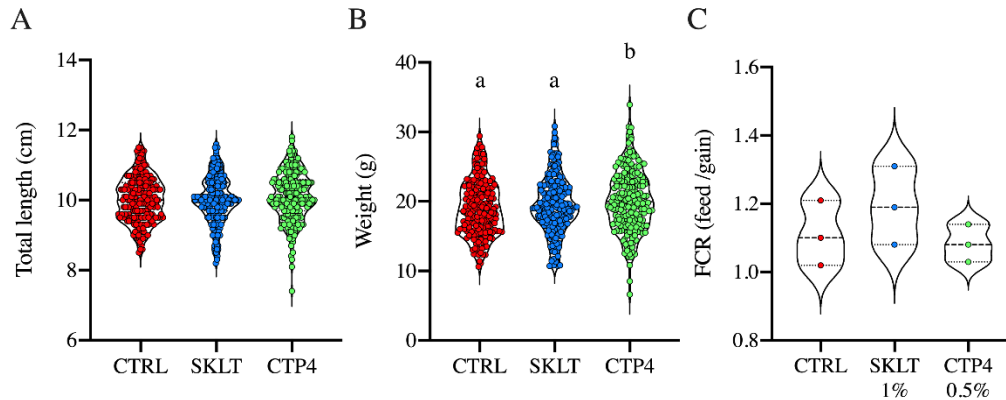 A
Total length (cm)
14
12
10
8
6
CTRL SKLT CTP4
B
Weight (g)
40
30
20
10
0
a a b
CTRL SKLT CTP4
C
FCR (feed /gain)
1.6
1.4
1.2
1.0
0.8
CTRL SKLT CTP4
1% 0.5%